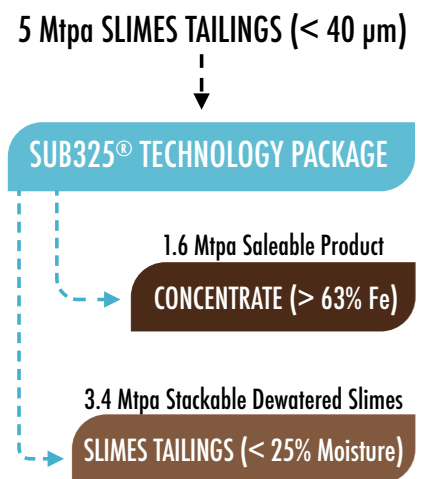 5 Mtpa SLIMES TAILINGS (< 40 μm)
SUB325® TECHNOLOGY PACKAGE
1.6 Mtpa Saleable Product
CONCENTRATE (> 63% Fe)
3.4 Mtpa Stackable Dewatered Slimes
SLIMES TAILINGS (< 25% Moisture)